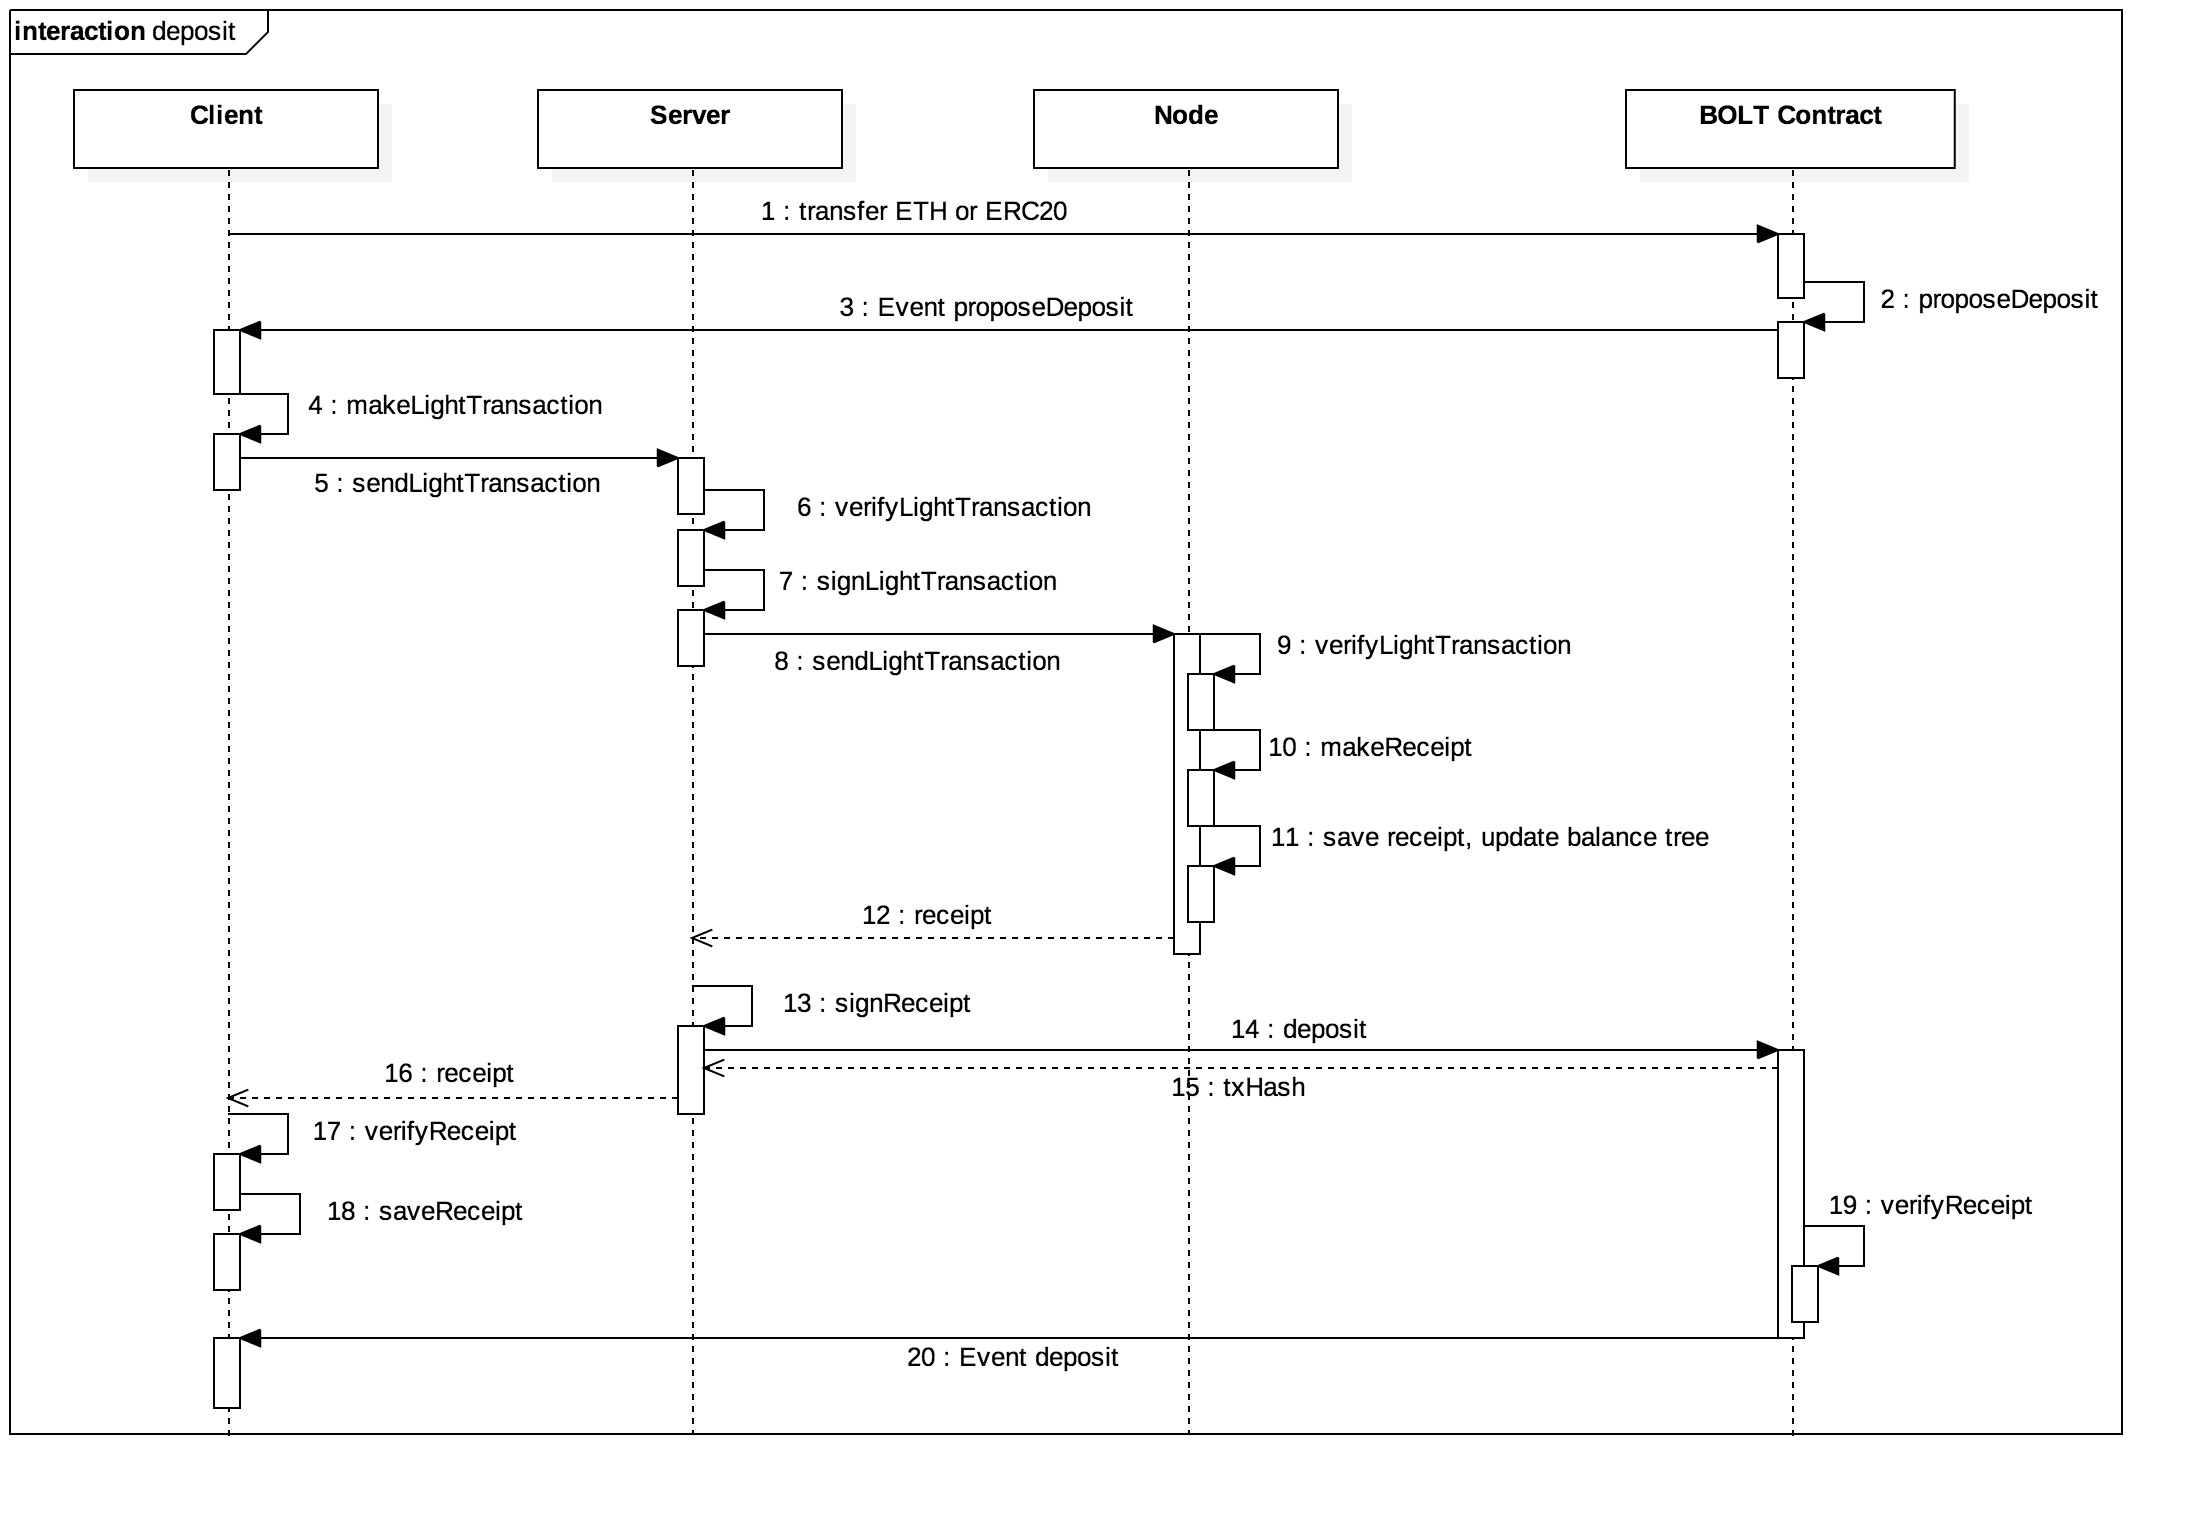 interaction deposit
Client
Server
Node
BOLT Contract
1 : transfer ETH or ERC20
2 : proposeDeposit
3 : Event proposeDeposit
4 : makeLightTransaction
5 : sendLightTransaction
6 : verifyLightTransaction
7 : signLightTransaction
8 : sendLightTransaction
9 : verifyLightTransaction
10 : makeReceipt
11 : save receipt, update balance tree
12 : receipt
13 : signReceipt
14 : deposit
15 : txHash
16 : receipt
17 : verifyReceipt
18 : saveReceipt
19 : verifyReceipt
20 : Event deposit